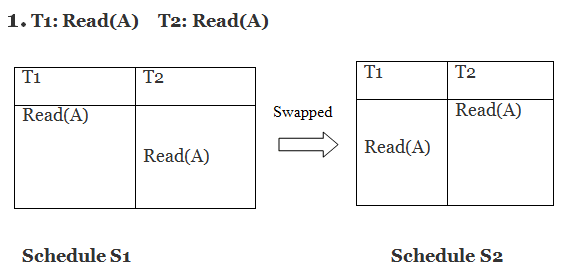 1. T1: Read(A) T2: Read(A)
T1 T2
Read(A)
Read(A)
Swapped
T1 T2
Read(A)
Read(A)
Schedule S1
Schedule S2